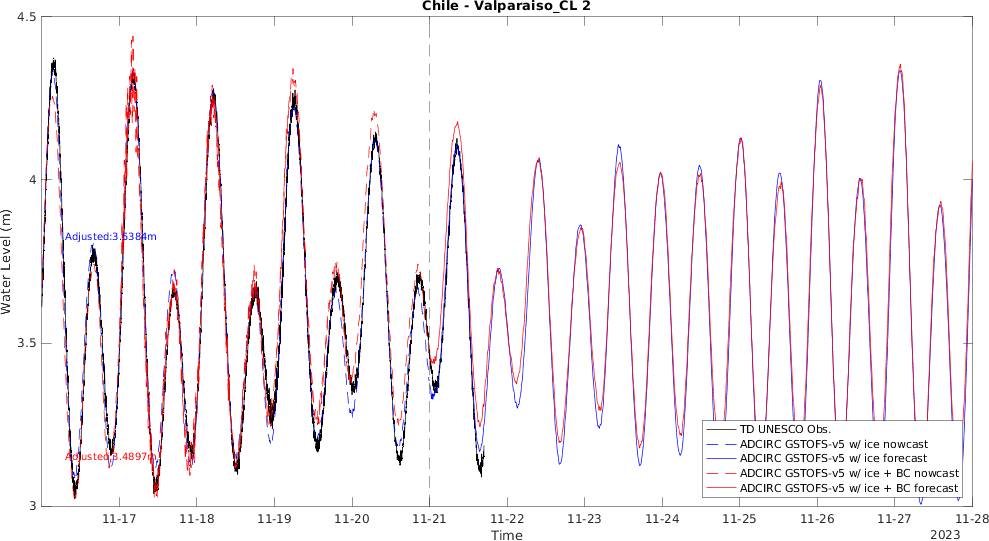 Chile - Valparaiso_CL 2
4.5
4
3.5
3
Water Level (m)
Adjusted:3.5384m
Adjusted:3.4897m
TD UNESCO Obs.
ADCIRC GSTOFS-v5 w/ ice nowcast
ADCIRC GSTOFS-v5 w/ ice forecast
ADCIRC GSTOFS-v5 w/ ice + BC nowcast
ADCIRC GSTOFS-v5 w/ ice + BC forecast
11-17 11-18 11-19 11-20 11-21 11-22 11-23 11-24 11-25 11-26 11-27 11-28
Time
2023